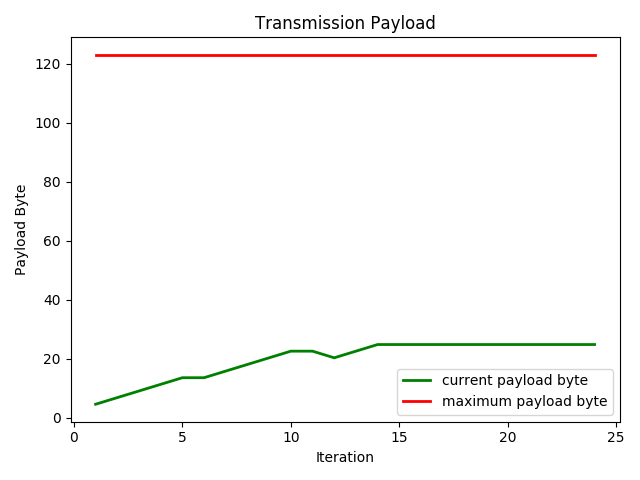 Transmission Payload
120
100
80
60
40
20
0
Payload Byte
current payload byte
maximum payload byte
0 5 10 15 20 25
Iteration